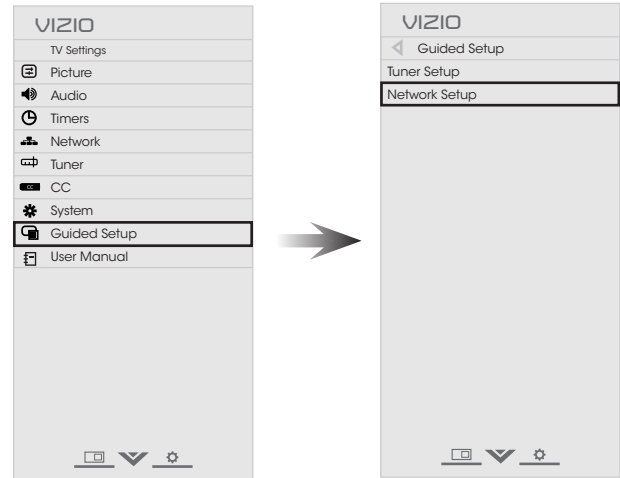 VIZIO
TV Settings
Picture
Audio
Timers
Network
Tuner
CC
CC
System
Guided Setup
User Manual
VIZIO
Guided Setup
Tuner Setup
Network Setup